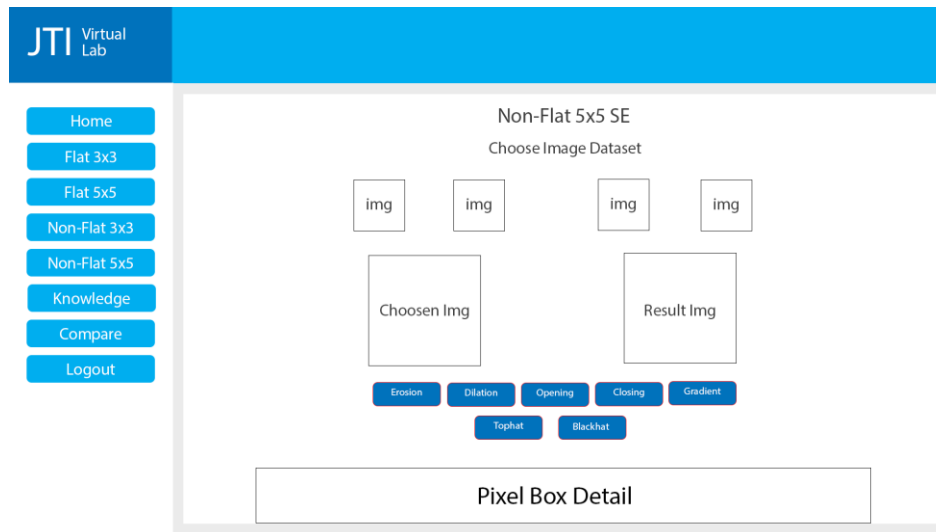 JTI Virtual
Lab
Home
Flat 3x3
Flat 5x5
Non-Flat 3x3
Non-Flat 5x5
Knowledge
Compare
Logout
Non-Flat 5x5 SE
Choose Image Dataset
img img img img
Choosen Img Result Img
Erosion Dilation Opening Closing Gradient
Tophat Blackhat
Pixel Box Detail